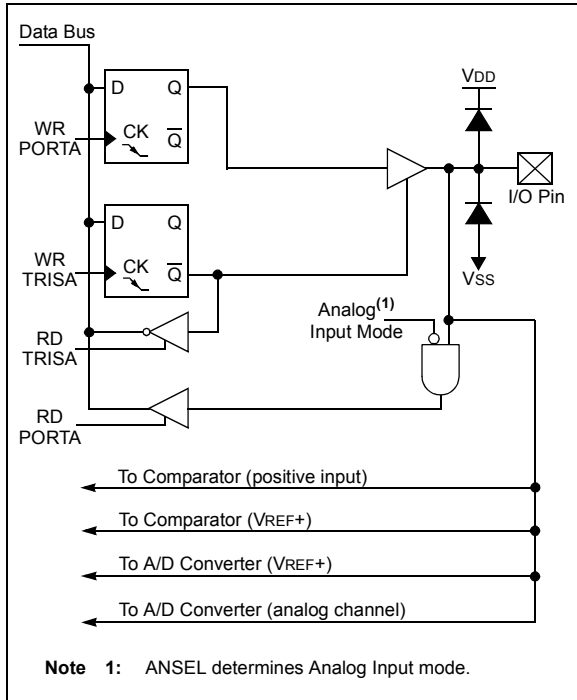 Data Bus
D Q
VDD
WR
PORTA
CK
Q
I/O Pin
D Q
WR
TRISA
CK
Q
VSS
Analog(1)
Input Mode
RD
TRISA
RD
PORTA
To Comparator (positive input)
To Comparator (VREF+)
To A/D Converter (VREF+)
To A/D Converter (analog channel)
Note 1: ANSEL determines Analog Input mode.